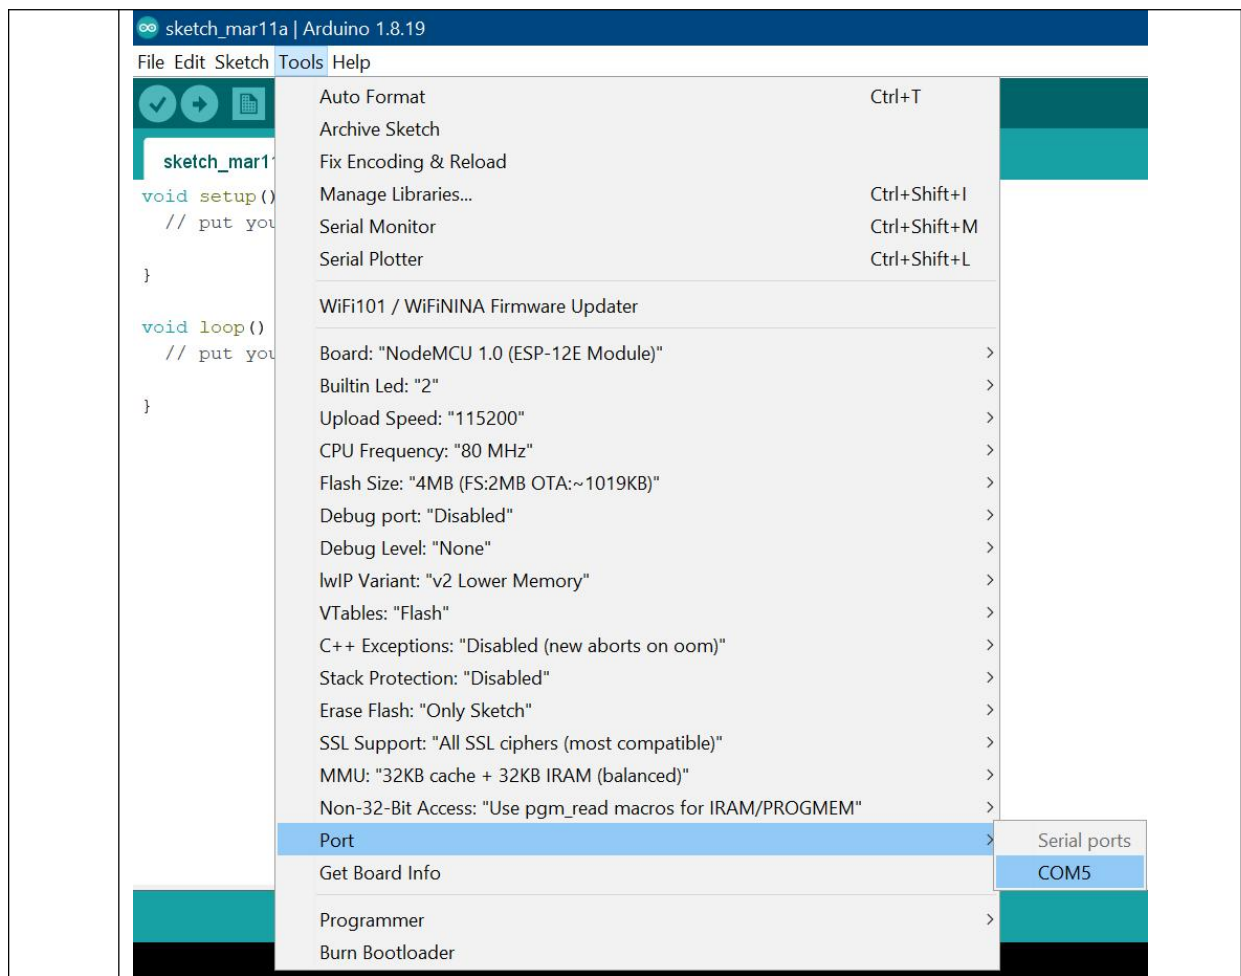 sketch_mar11a | Arduino 1.8.19
File Edit Sketch Tools Help
Auto Format Ctrl+T
Archive Sketch
sketch_mar1
Fix Encoding & Reload
void setup()
Manage Libraries... Ctrl+Shift+I
// put you
Serial Monitor Ctrl+Shift+M
Serial Plotter Ctrl+Shift+L
}
WiFi101 / WiFiNINA Firmware Updater
void loop()
// put you
Board: "NodeMCU 1.0 (ESP-12E Module)" >
Builtin Led: "2" >
}
Upload Speed: "115200" >
CPU Frequency: "80 MHz" >
Flash Size: "4MB (FS:2MB OTA:~1019KB)" >
Debug port: "Disabled" >
Debug Level: "None" >
lwIP Variant: "v2 Lower Memory" >
VTables: "Flash" >
C++ Exceptions: "Disabled (new aborts on oom)" >
Stack Protection: "Disabled" >
Erase Flash: "Only Sketch" >
SSL Support: "All SSL ciphers (most compatible)" >
MMU: "32KB cache + 32KB IRAM (balanced)" >
Non-32-Bit Access: "Use pgm_read macros for IRAM/PROGMEM" >
Port >
Serial ports
COM5
Get Board Info
Programmer >
Burn Bootloader